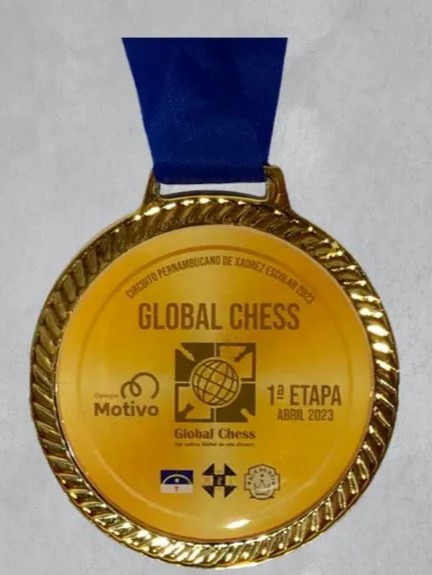 CIRCUITO PERNAMBUCANO DE XADREZ ESCOLAR 2023
GLOBAL CHESS
Colégio
Motivo
1ª ETAPA
ABRIL 2023
Global Chess